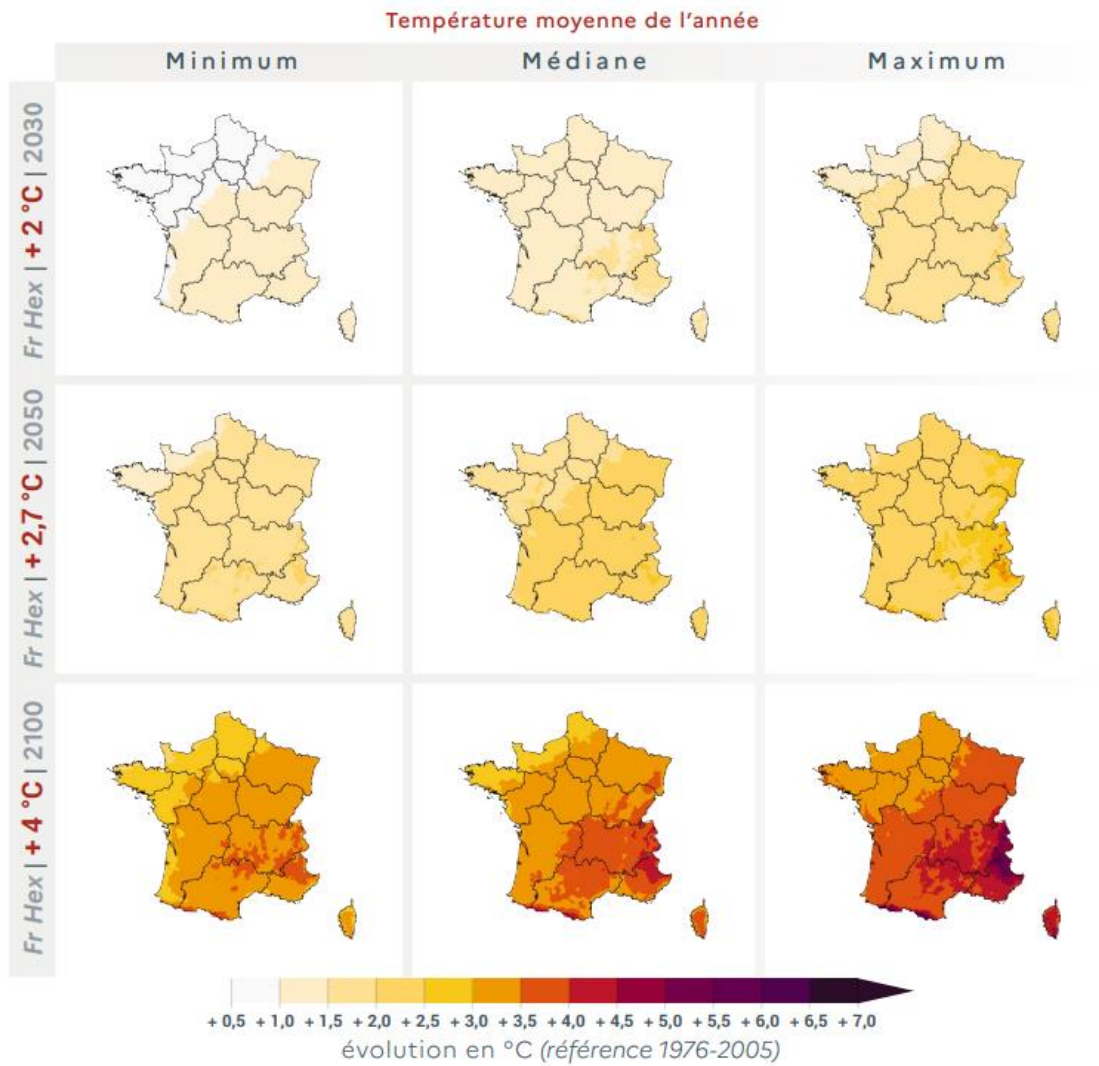 Température moyenne de l'année
Minimum
Médiane
Maximum
Fr Hex | + 2 °C | 2030
Fr Hex | + 2,7 °C | 2050
Fr Hex | + 4 °C | 2100
+ 0,5 + 1,0 + 1,5 + 2,0 + 2,5 + 3,0 + 3,5 + 4,0 + 4,5 + 5,0 + 5,5 + 6,0 + 6,5 + 7,0
évolution en °C (référence 1976-2005)